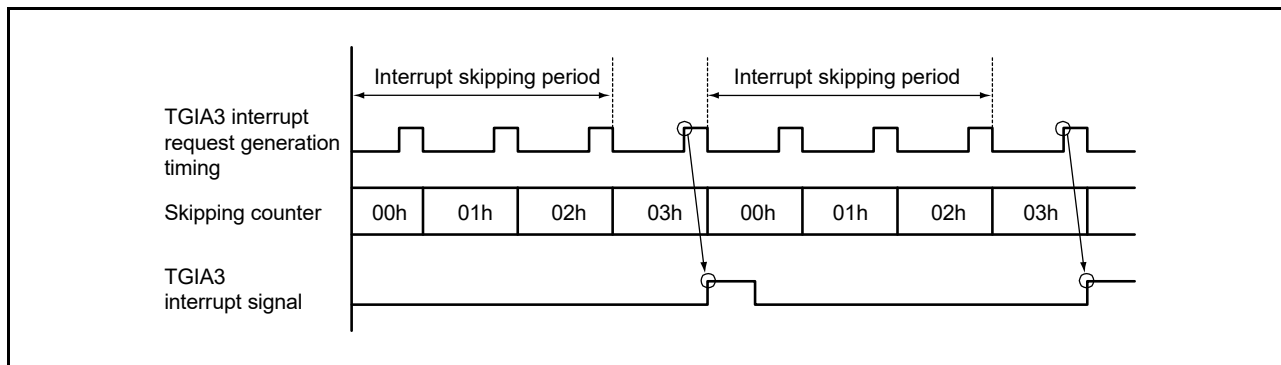 Interrupt skipping period
Interrupt skipping period
TGIA3 interrupt
request generation
timing
Skipping counter
00h 01h 02h 03h 00h 01h 02h 03h
TGIA3
interrupt signal